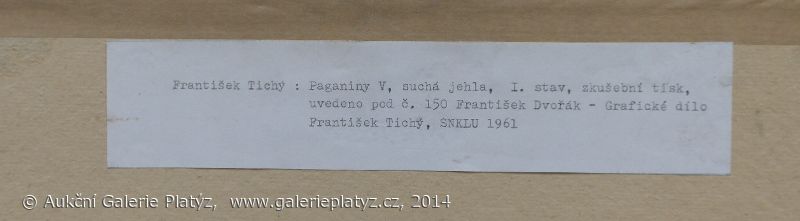 František Tichý : Paganiny V, suchá jehla, I. stav, zkušební tisk,
uvedeno pod č. 150 František Dvořák - Grafické dílo
František Tichý, SNKLU 1961
© Aukční Galerie Platýz, www.galerieplatyz.cz, 2014